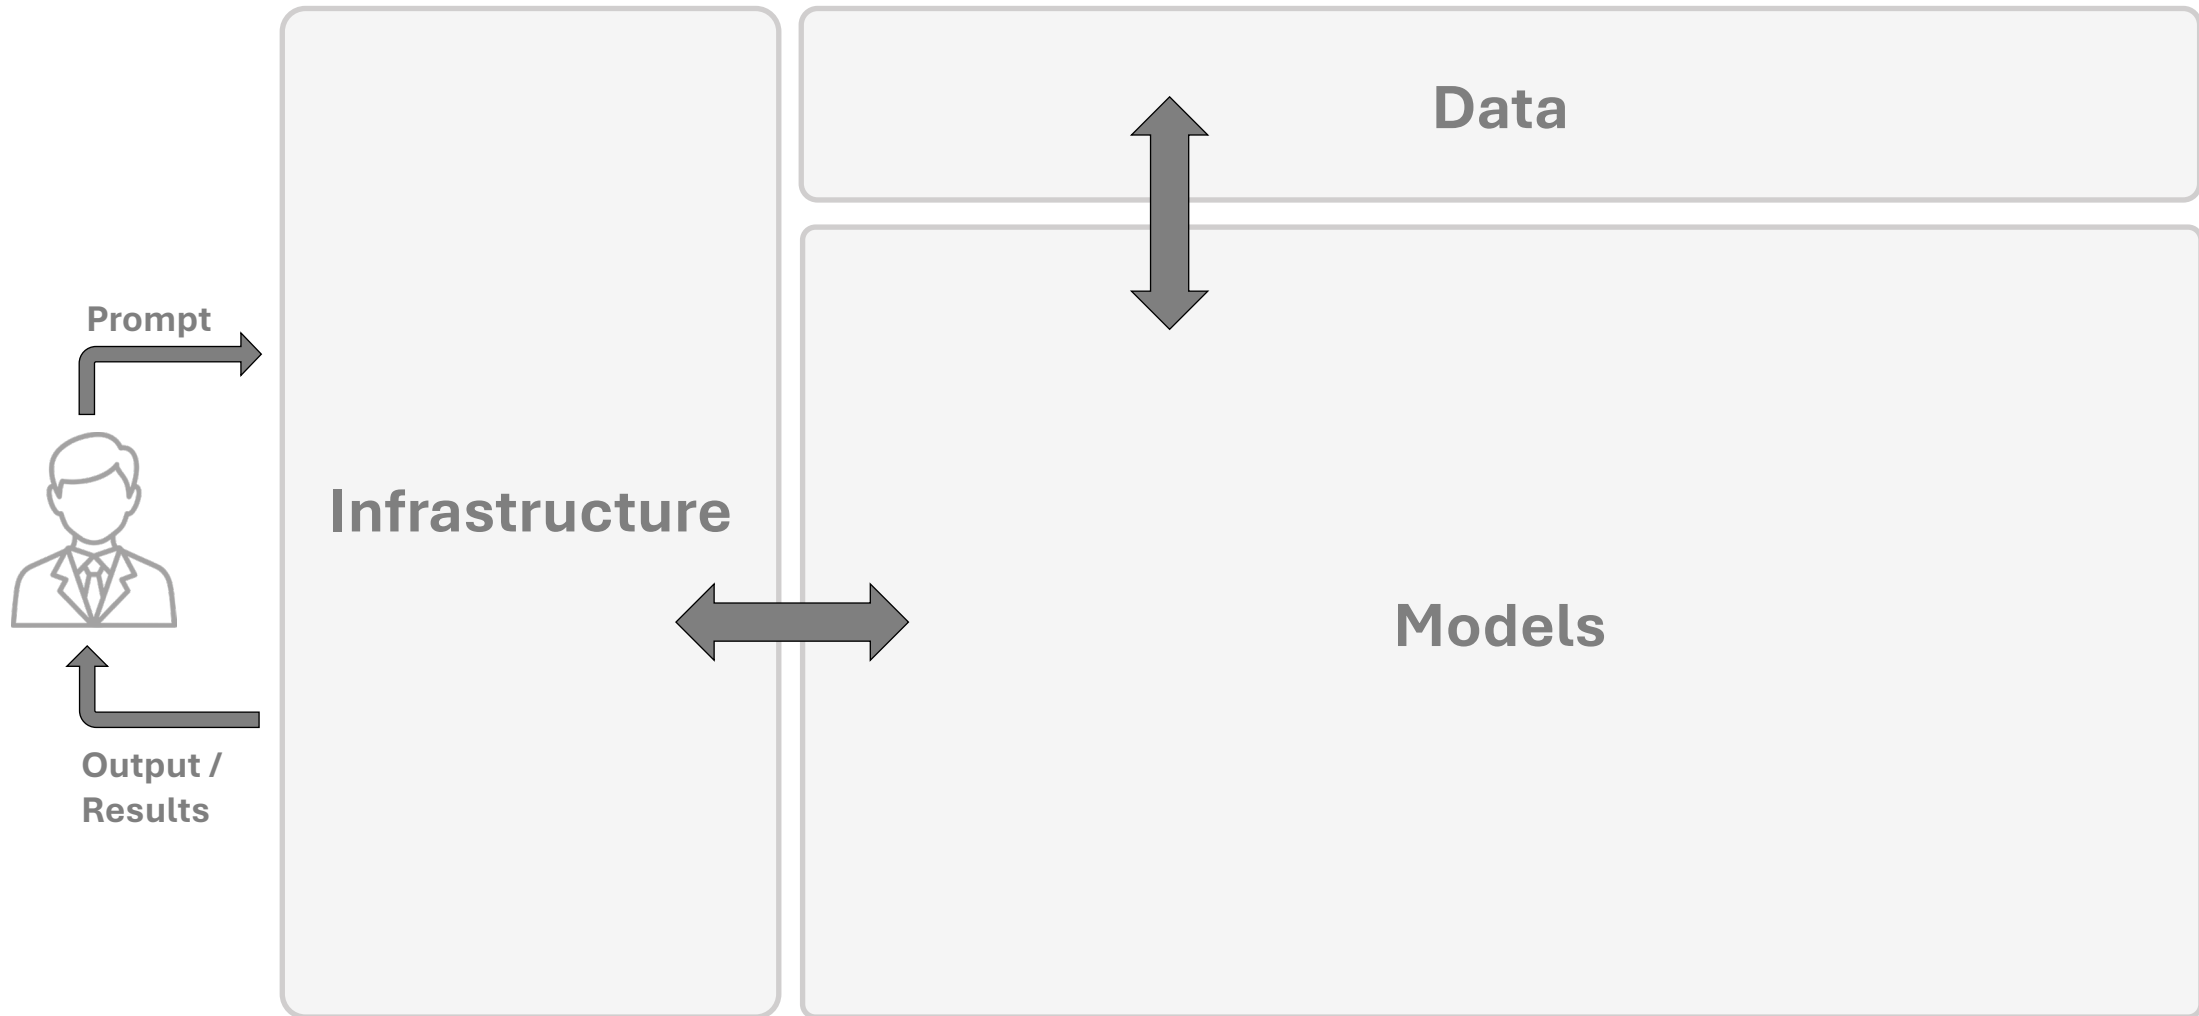 Data
Prompt
Infrastructure
Models
Output /
Results